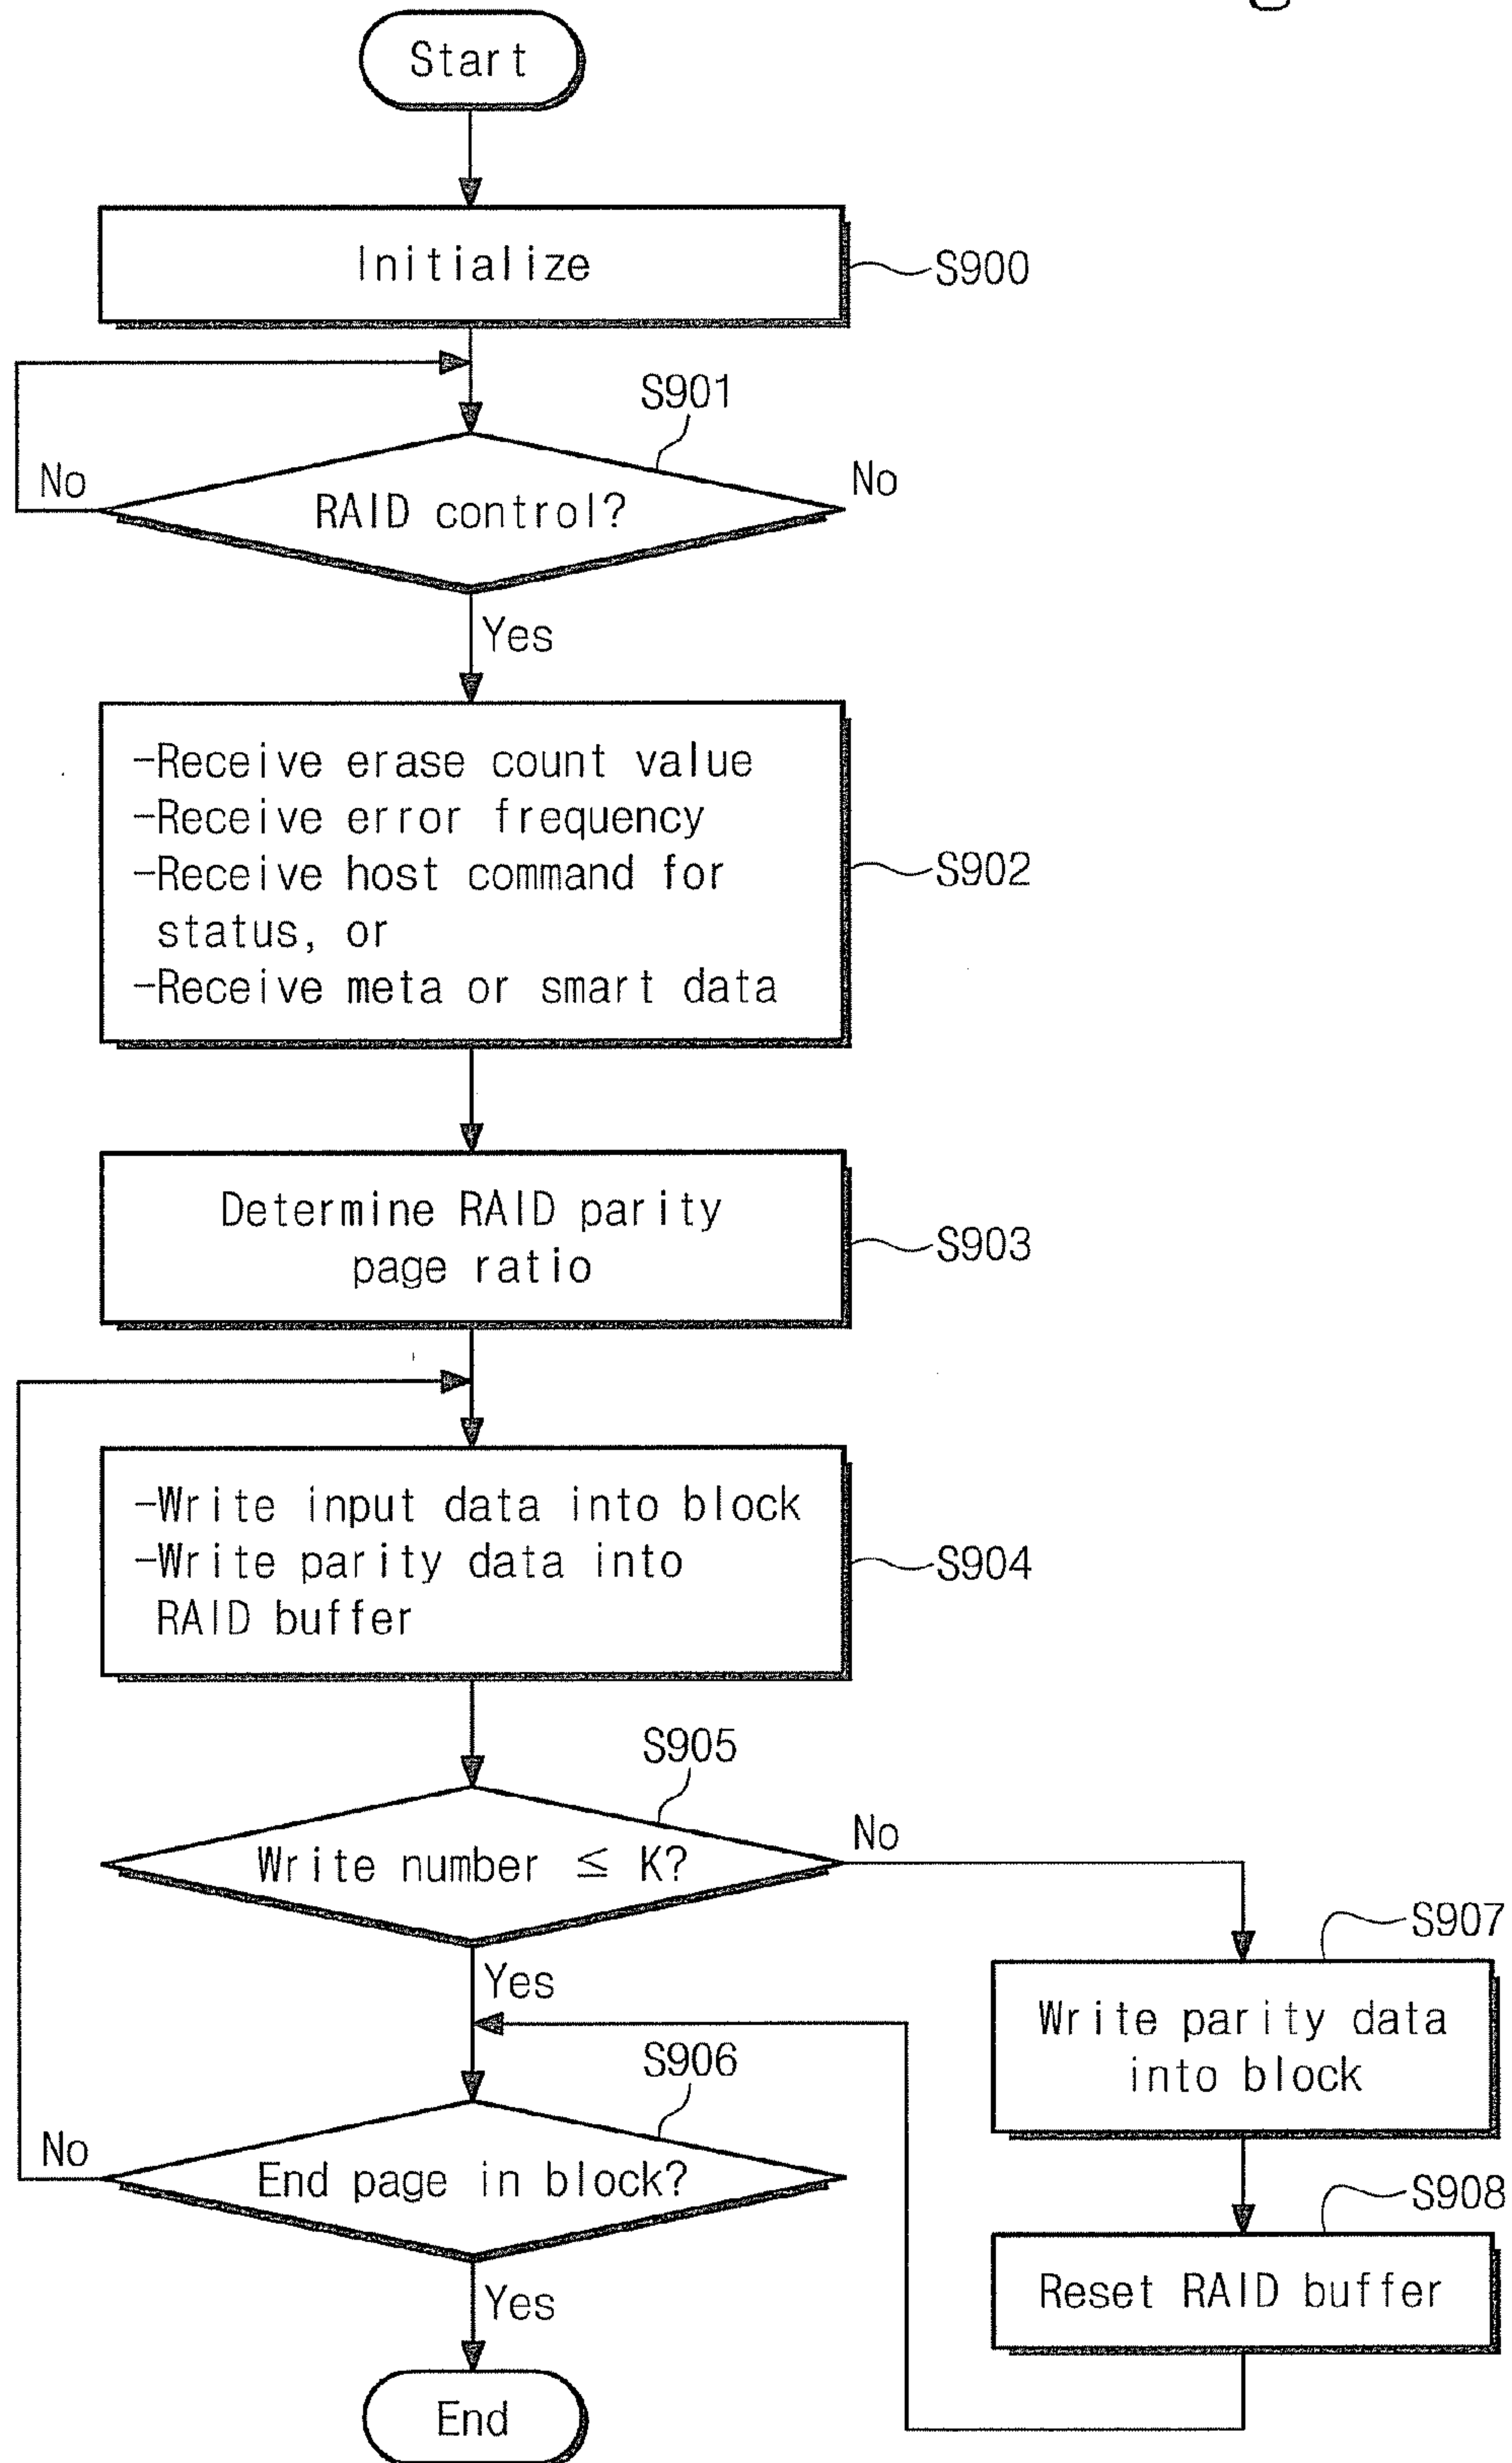 Start
Initialize
S900
S901
No
RAID control?
No
Yes
-Receive erase count value
-Receive error frequency
-Receive host command for
status, or
-Receive meta or smart data
S902
Determine RAID parity
page ratio
S903
-Write input data into block
-Write parity data into
RAID buffer
S904
S905
Write number ≤ K?
No
Yes
S907
Write parity data
into block
S906
No
End page in block?
S908
Reset RAID buffer
Yes
End